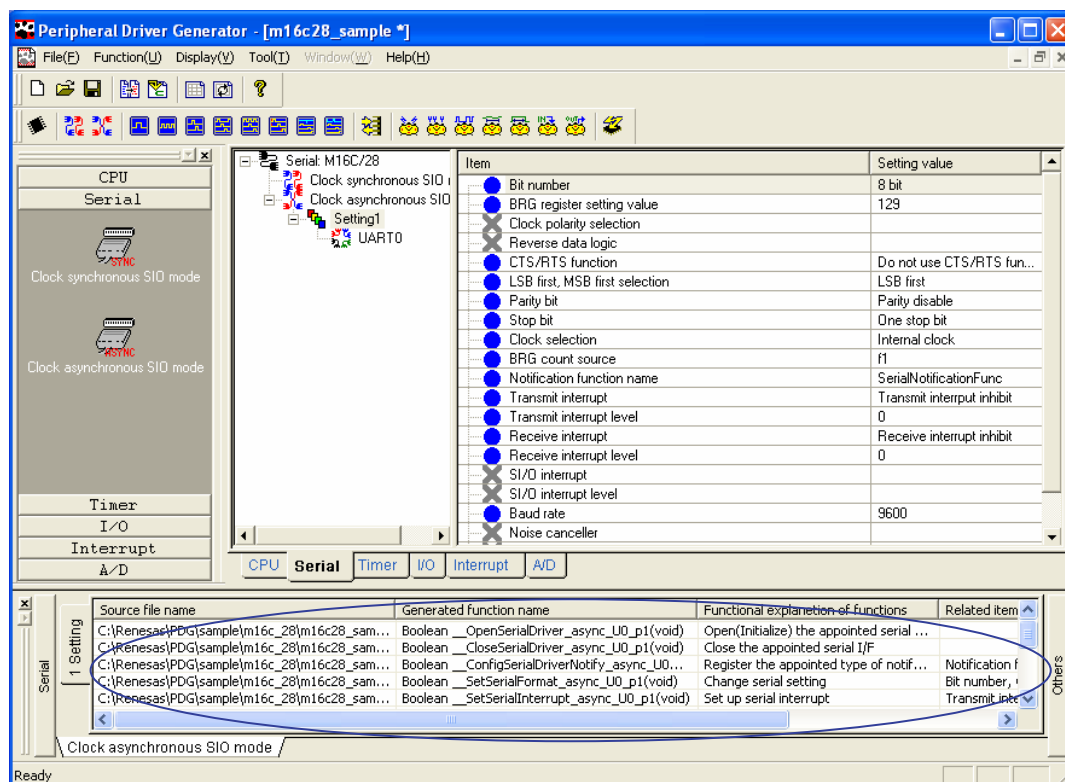 Peripheral Driver Generator - [m16c28_sample *]
File(F) Function(U) Display(V) Tool(T) Window(W) Help(H)
CPU
Serial
SYNC
Clock synchronous SIO mode
ASYNC
Clock asynchronous SIO mode
Timer
I/O
Interrupt
A/D
Serial: M16C/28
Clock synchronous SIO
Clock asynchronous SIO
Setting1
UART0
Item Setting value
Bit number 8 bit
BRG register setting value 129
Clock polarity selection
Reverse data logic
CTS/RTS function Do not use CTS/RTS fun...
LSB first, MSB first selection LSB first
Parity bit Parity disable
Stop bit One stop bit
Clock selection Internal clock
BRG count source f1
Notification function name SerialNotificationFunc
Transmit interrupt Transmit interrput inhibit
Transmit interrupt level 0
Receive interrupt Receive interrupt inhibit
Receive interrupt level 0
SI/O interrupt
SI/O interrupt level
Baud rate 9600
Noise canceller
CPU Serial Timer I/O Interrupt A/D
Serial
1 Setting
Source file name Generated function name Functional explanetion of functions Related item
C:\Renesas\PDG\sample\m16c_28\m16c28_sam... Boolean __OpenSerialDriver_async_U0_p1(void) Open(Initialize) the appointed serial ...
C:\Renesas\PDG\sample\m16c_28\m16c28_sam... Boolean __CloseSerialDriver_async_U0_p1(void) Close the appointed serial I/F
C:\Renesas\PDG\sample\m16c_28\m16c28_sam... Boolean __ConfigSerialDriverNotify_async_U0... Register the appointed type of notif... Notification f
C:\Renesas\PDG\sample\m16c_28\m16c28_sam... Boolean __SetSerialFormat_async_U0_p1(void) Change serial setting Bit number,
C:\Renesas\PDG\sample\m16c_28\m16c28_sam... Boolean __SetSerialInterrupt_async_U0_p1(void) Set up serial interrupt Transmit inte
Others
Clock asynchronous SIO mode
Ready